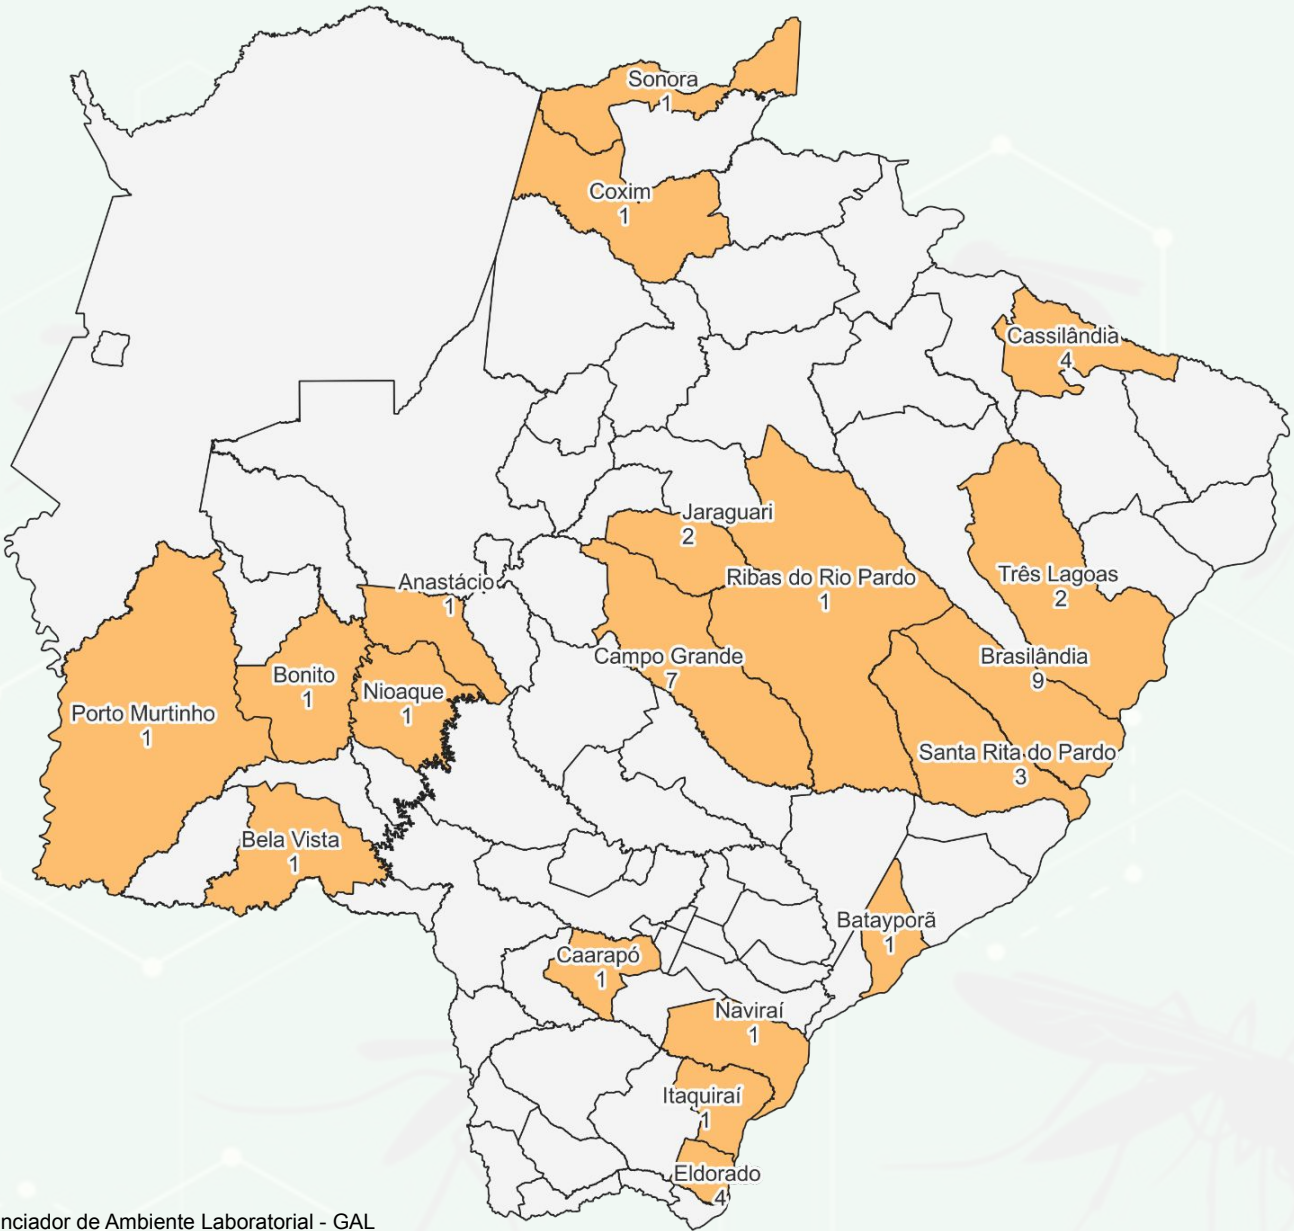 Sonora
1
Coxim
1
Cassilândia
4
Jaraguari
2
Ribas do Rio Pardo
1
Três Lagoas
2
Anastácio
1
Campo Grande
7
Brasilândia
9
Bonito
1
Nioaque
1
Porto Murtinho
1
Santa Rita do Pardo
3
Bela Vista
1
Batayporã
1
Caarapó
1
Naviraí
1
Itaquiraí
1
Eldorado
4
nciador de Ambiente Laboratorial - GAL